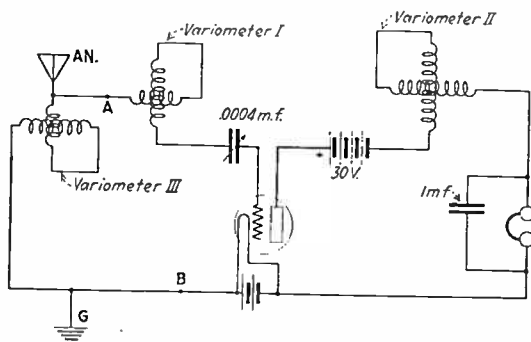 Variometer I
Variometer II
AN.
A
.0004 m.f.
Variometer III
+
30 V.
1 mf.
B
G